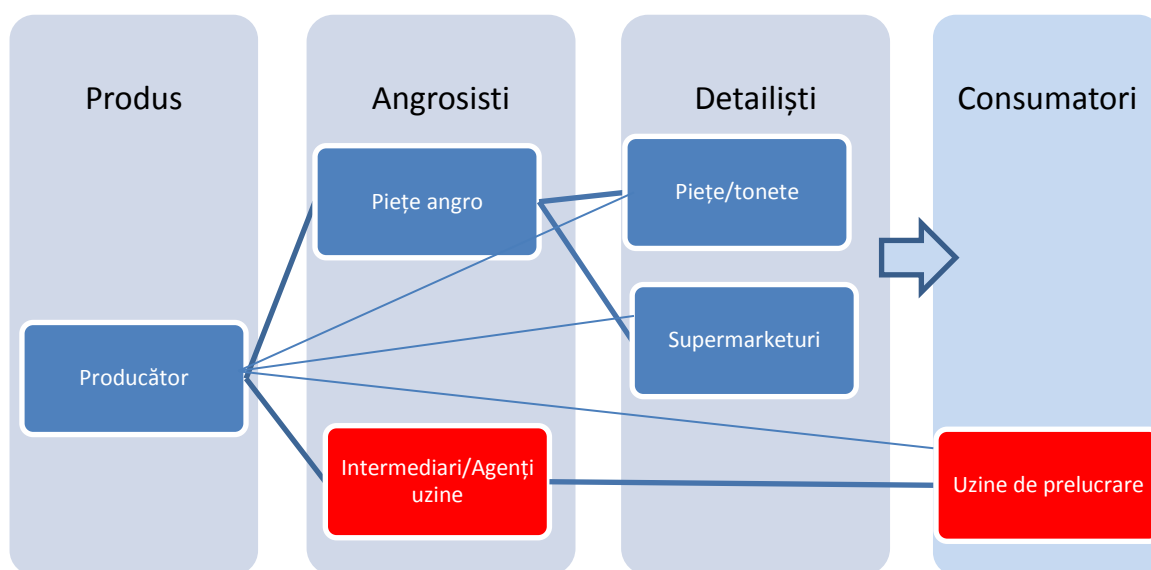 Produs
Angrosisti
Detailiști
Consumatori
Piețe angro
Piețe/tonete
Supermarketuri
Producător
Intermediari/Agenți
uzine
Uzine de prelucrare